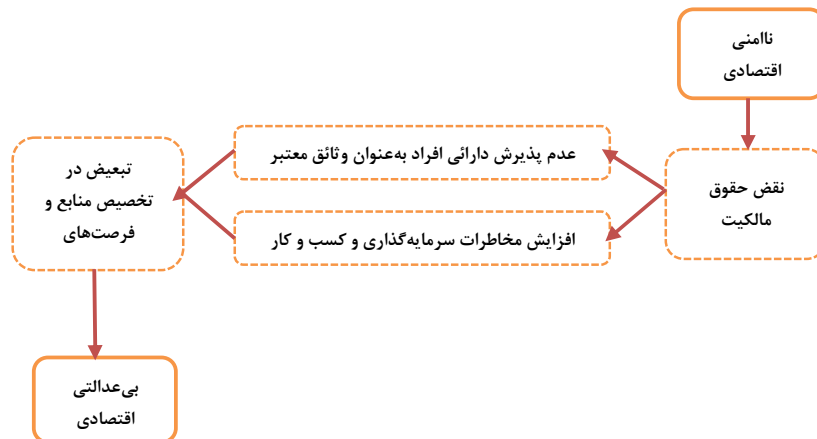 ناامنی
اقتصادی
نقض حقوق
مالکیت
عدم پذیرش دارائی افراد به‌عنوان وثائق معتبر
افزایش مخاطرات سرمایه‌گذاری و کسب و کار
تبعیض در
تخصیص منابع و
فرصت‌های
بی‌عدالتی
اقتصادی